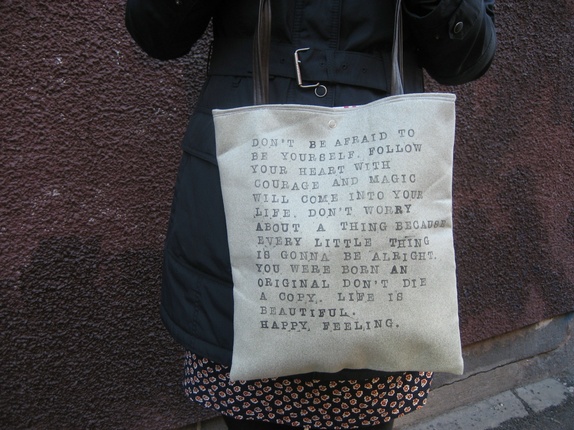 DON'T BE AFRAID TO
BE YOURSELF. FOLLOW
YOUR HEART WITH
COURAGE AND MAGIC
WILL COME INTO YOUR
LIFE. DON'T WORRY
ABOUT A THING BECAUSE
EVERY LITTLE THING
IS GONNA BE ALRIGHT.
YOU WERE BORN AN
ORIGINAL DON'T DIE
A COPY. LIFE IS
BEAUTIFUL.
HAPPY FEELING.